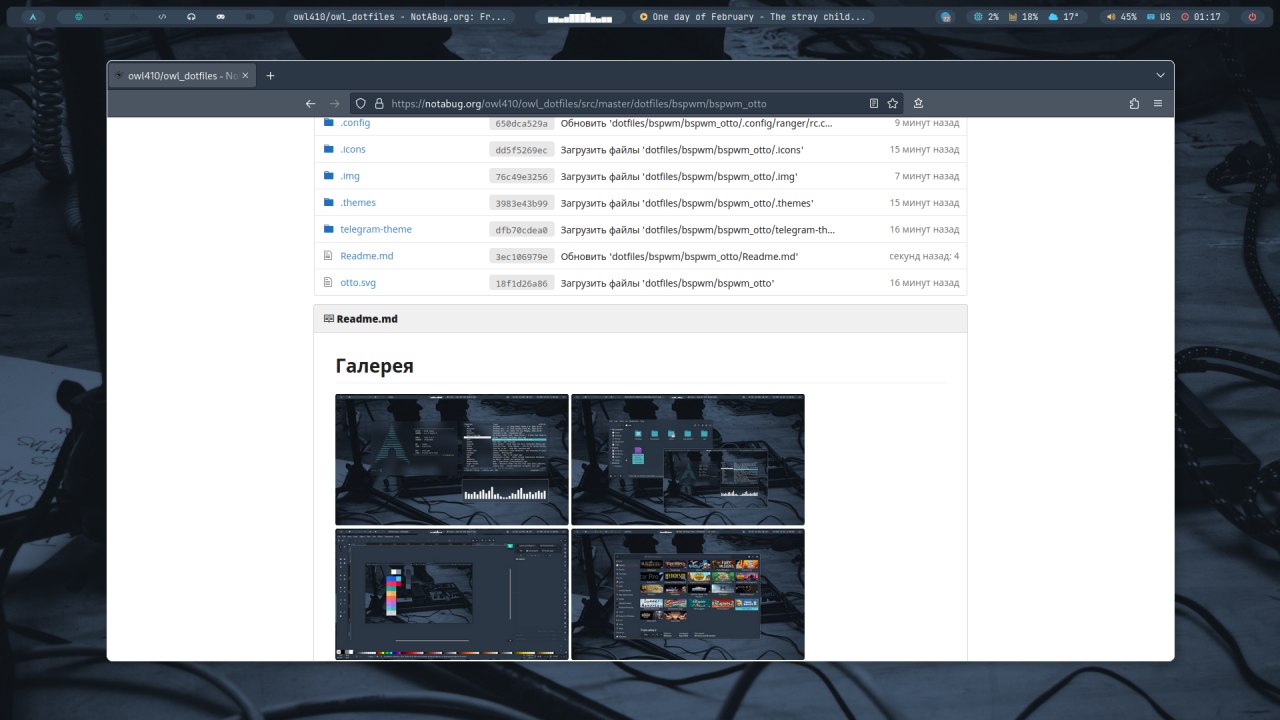 owl410/owl_dotfiles - NotABug.org: Fr...
One day of February - The stray child...
2%
18%
17°
45%
US
01:17
owl410/owl_dotfiles - No
https://notabug.org/owl410/owl_dotfiles/src/master/dotfiles/bspwm/bspwm_otto
.config 650dca529a Обновить 'dotfiles/bspwm/bspwm_otto/.config/ranger/rc.c... 9 минут назад
.icons dd5f5269ec Загрузить файлы 'dotfiles/bspwm/bspwm_otto/.icons' 15 минут назад
.img 76c49e3256 Загрузить файлы 'dotfiles/bspwm/bspwm_otto/.img' 7 минут назад
.themes 3983e43b99 Загрузить файлы 'dotfiles/bspwm/bspwm_otto/.themes' 15 минут назад
telegram-theme dfb70cdea0 Загрузить файлы 'dotfiles/bspwm/bspwm_otto/telegram-th... 16 минут назад
Readme.md 3ec106979e Обновить 'dotfiles/bspwm/bspwm_otto/Readme.md' секунд назад: 4
otto.svg 18f1d26a86 Загрузить файлы 'dotfiles/bspwm/bspwm_otto' 16 минут назад
Readme.md
Галерея